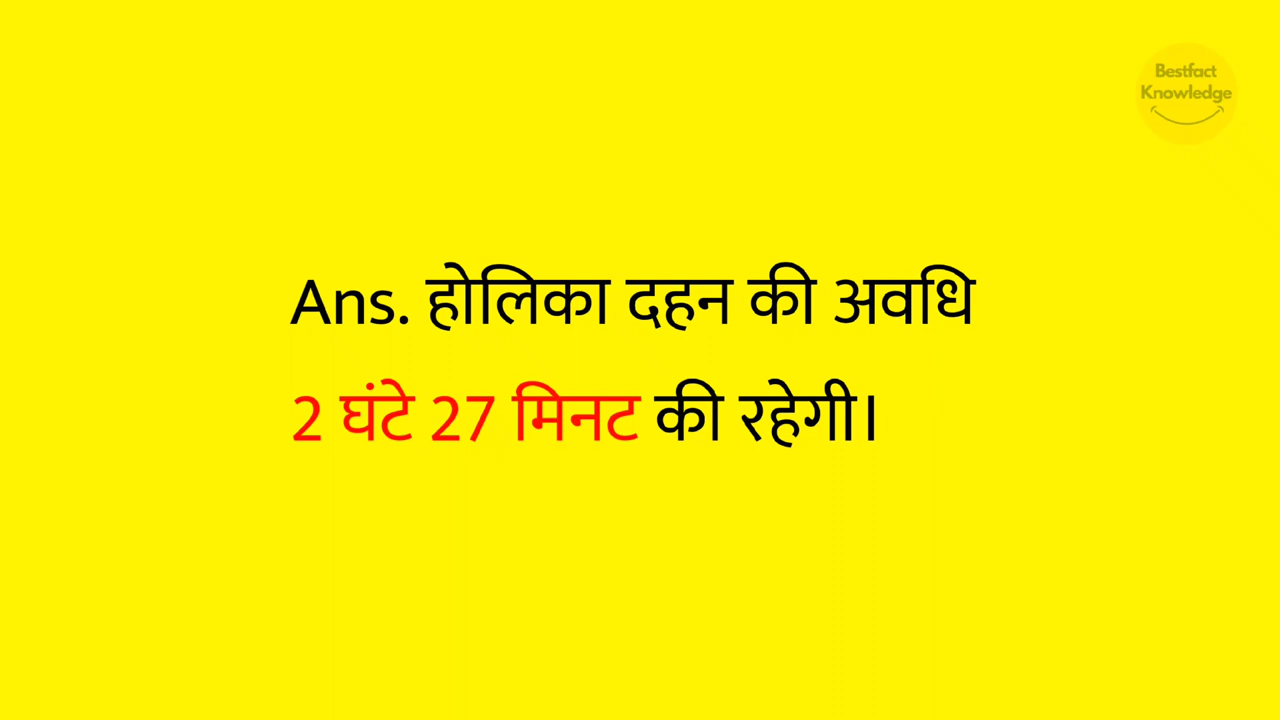 Bestfact
Knowledge
Ans. होलिका दहन की अवधि
2 घंटे 27 मिनट की रहेगी।